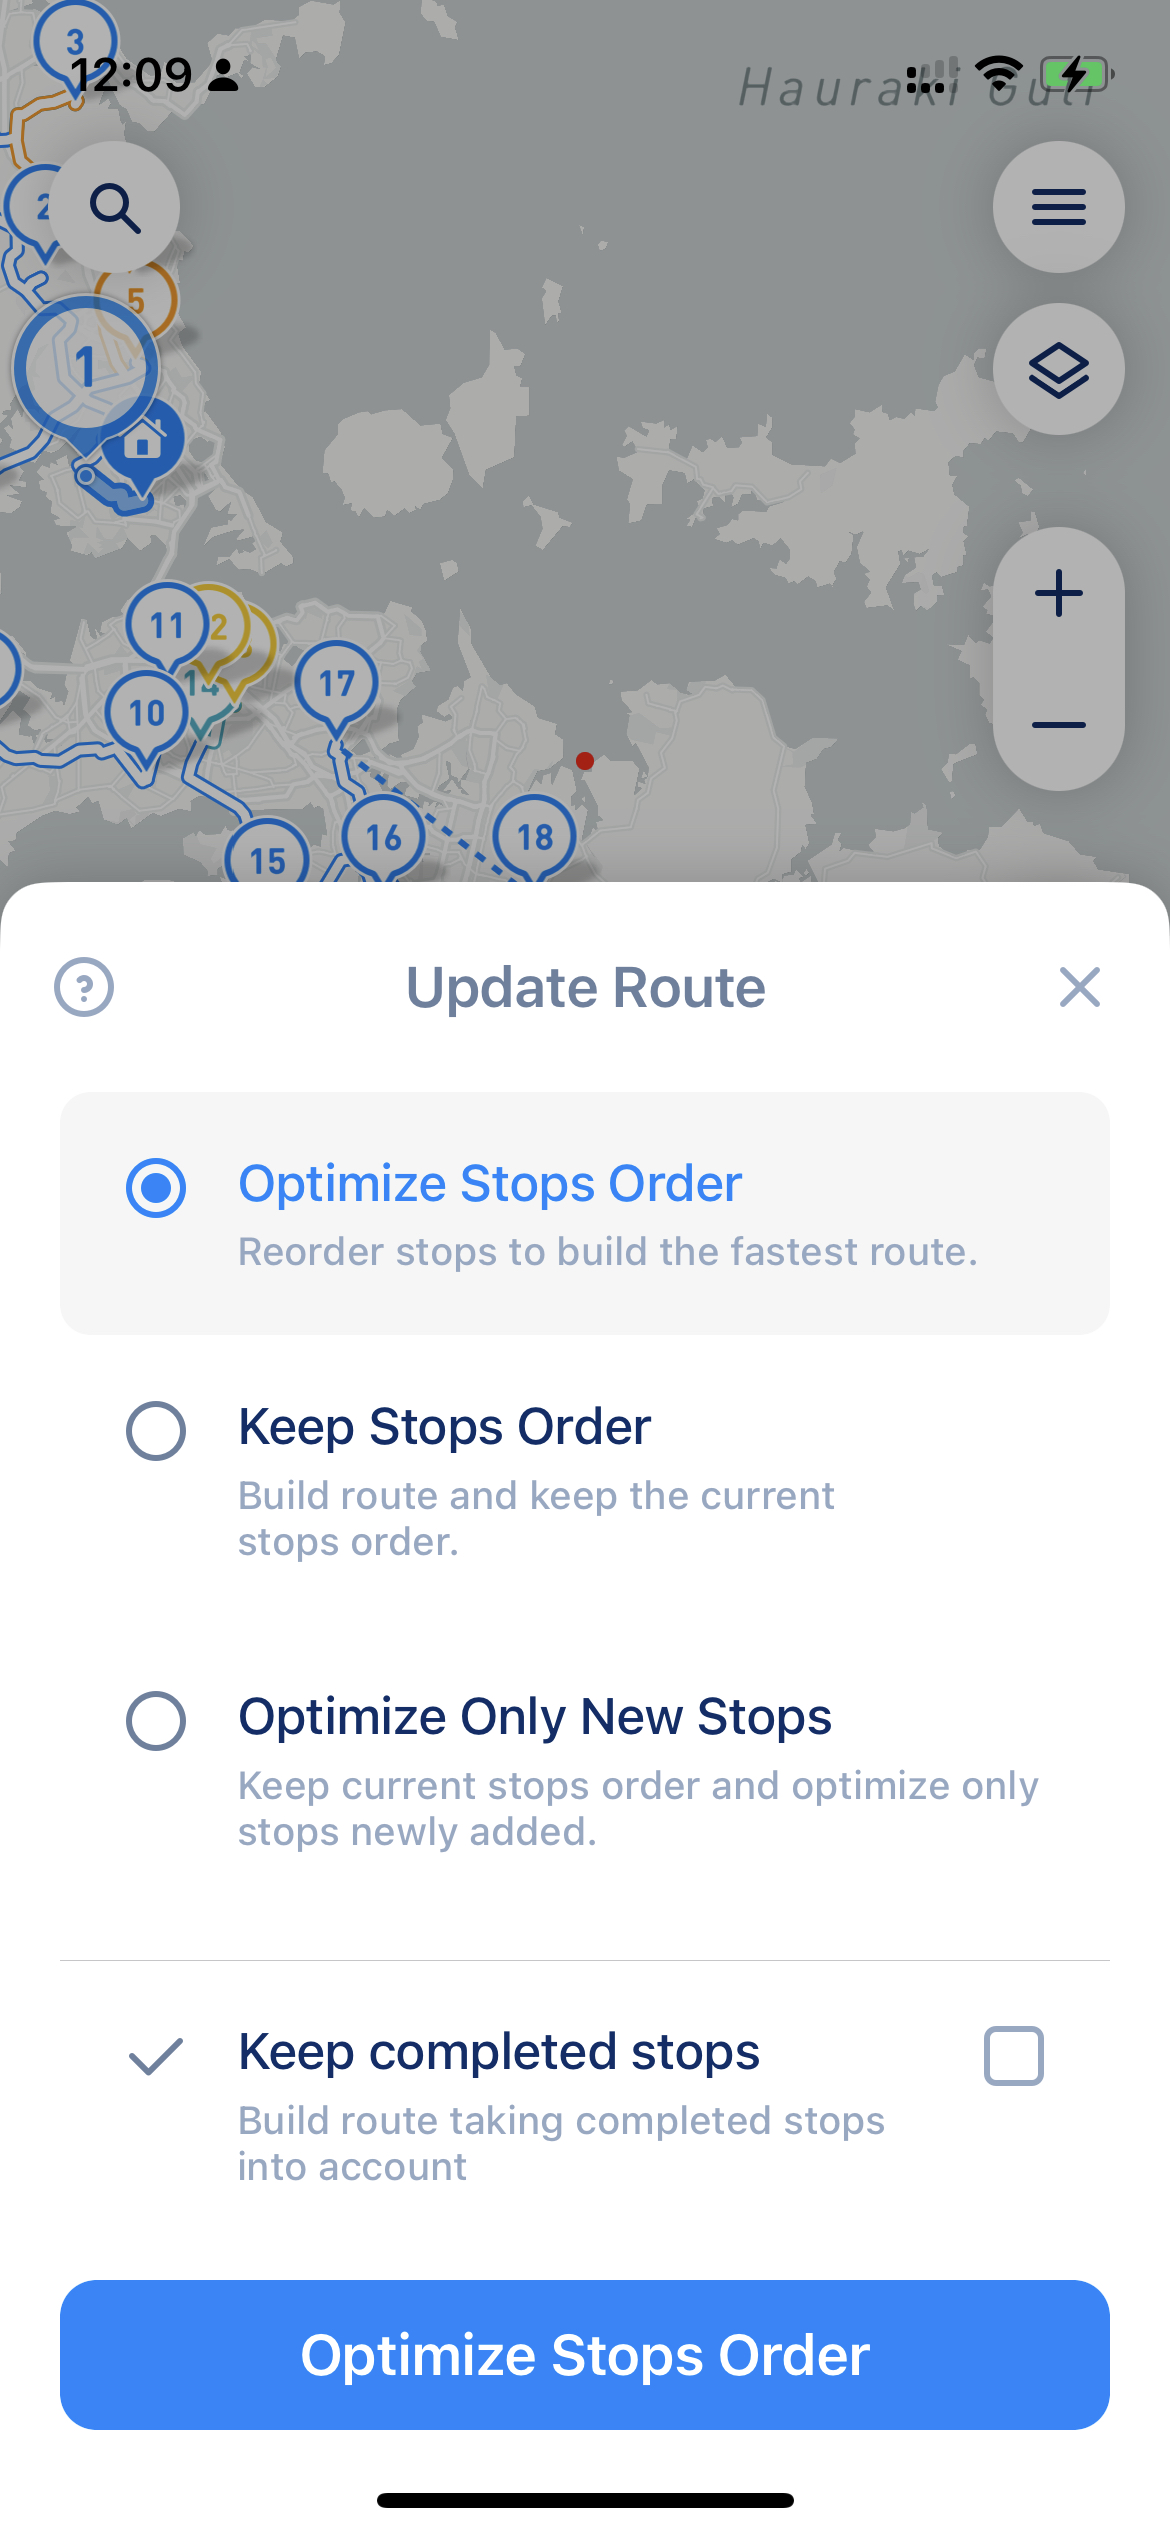 3
12:09
Hauraki Gulf
2
5
1
11
2
14
10
17
16
18
15
?
Update Route
Optimize Stops Order
Reorder stops to build the fastest route.
Keep Stops Order
Build route and keep the current
stops order.
Optimize Only New Stops
Keep current stops order and optimize only
stops newly added.
Keep completed stops
Build route taking completed stops
into account
Optimize Stops Order